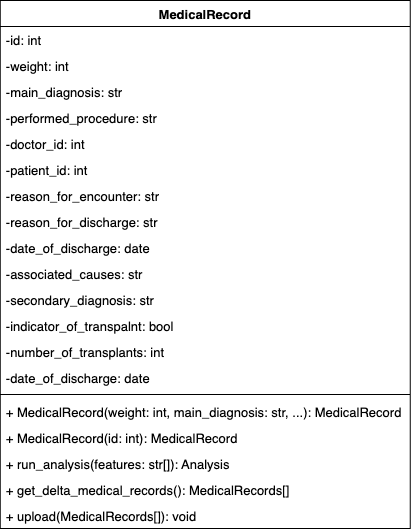 MedicalRecord
-id: int
-weight: int
-main_diagnosis: str
-performed_procedure: str
-doctor_id: int
-patient_id: int
-reason_for_encounter: str
-reason_for_discharge: str
-date_of_discharge: date
-associated_causes: str
-secondary_diagnosis: str
-indicator_of_transpalnt: bool
-number_of_transplants: int
-date_of_discharge: date
+ MedicalRecord(weight: int, main_diagnosis: str, ...): MedicalRecord
+ MedicalRecord(id: int): MedicalRecord
+ run_analysis(features: str[]): Analysis
+ get_delta_medical_records(): MedicalRecords[]
+ upload(MedicalRecords[]): void